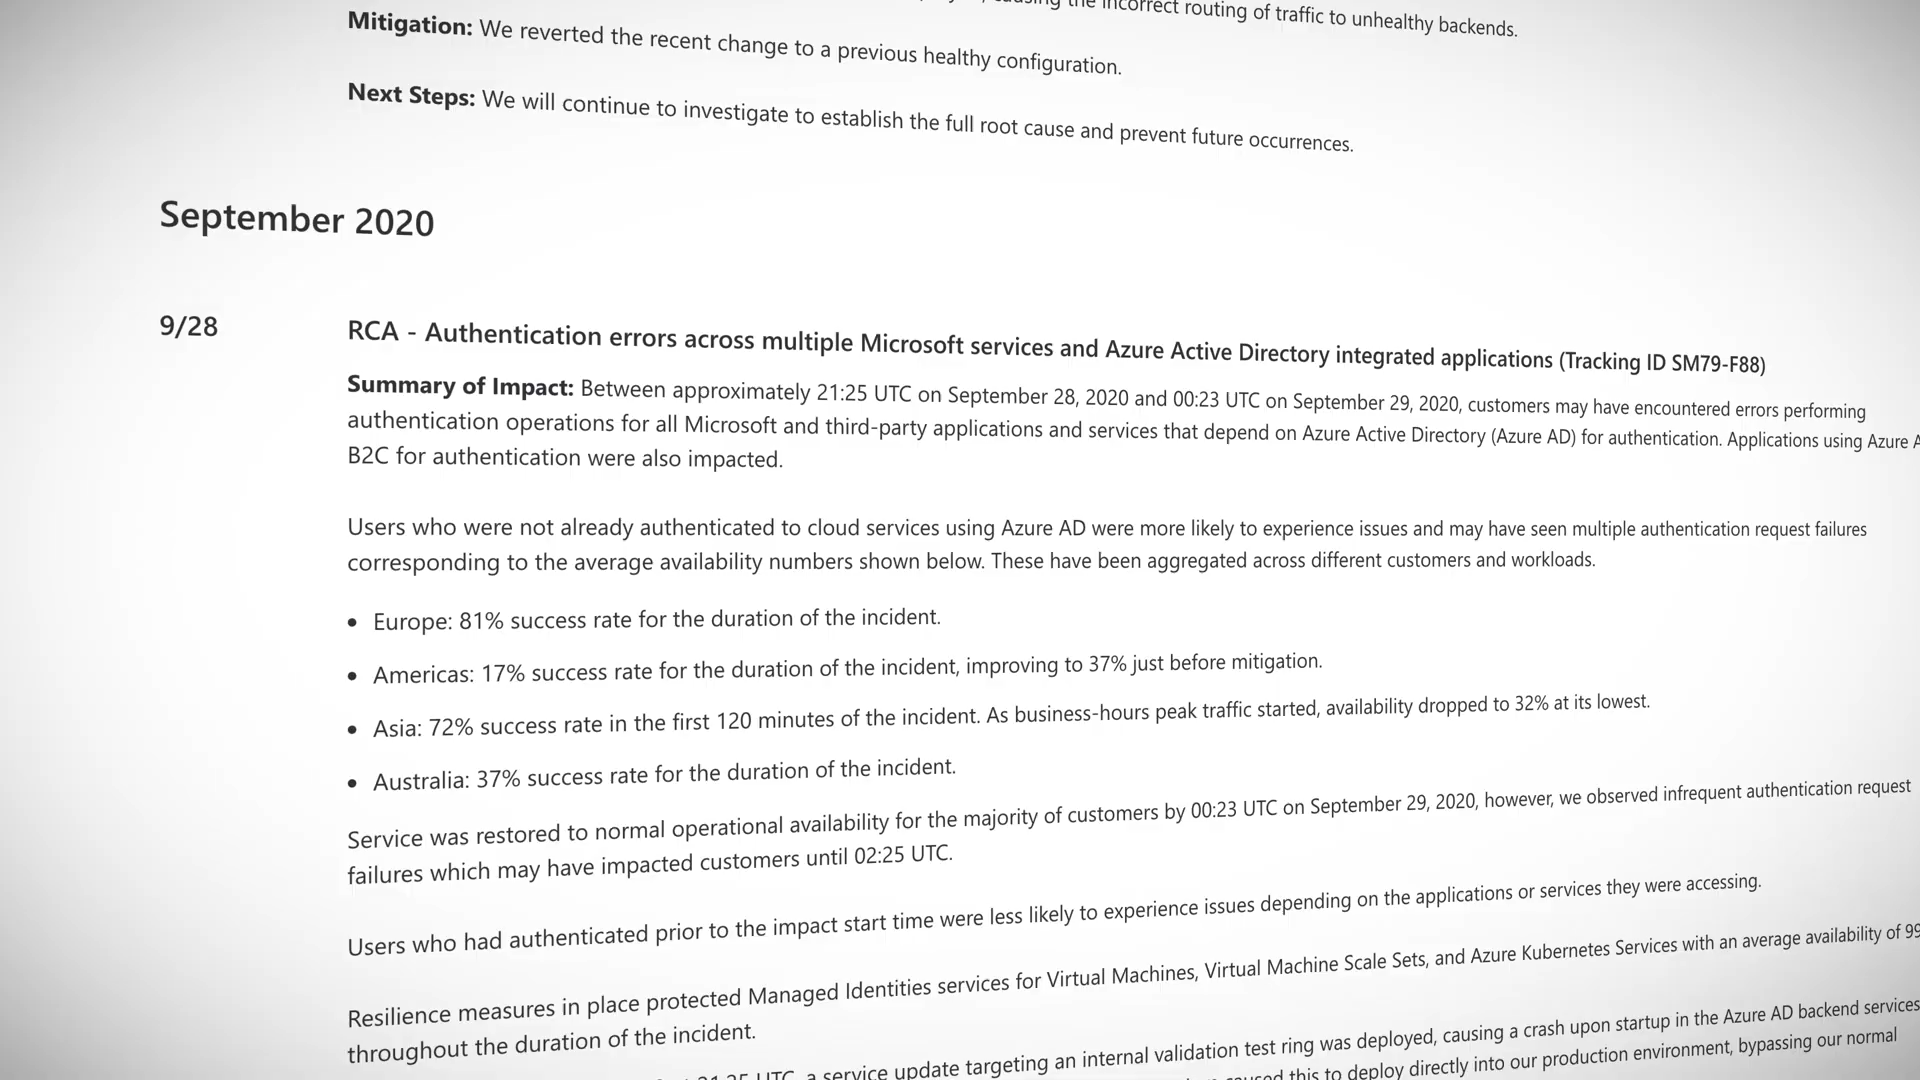 the incorrect routing of traffic to unhealthy backends.
Mitigation: We reverted the recent change to a previous healthy configuration.
Next Steps: We will continue to investigate to establish the full root cause and prevent future occurrences.
September 2020
9/28
RCA - Authentication errors across multiple Microsoft services and Azure Active Directory integrated applications (Tracking ID SM79-F88)
Summary of Impact: Between approximately 21:25 UTC on September 28, 2020 and 00:23 UTC on September 29, 2020, customers may have encountered errors performing
authentication operations for all Microsoft and third-party applications and services that depend on Azure Active Directory (Azure AD) for authentication. Applications using Azure A
B2C for authentication were also impacted.
Users who were not already authenticated to cloud services using Azure AD were more likely to experience issues and may have seen multiple authentication request failures
corresponding to the average availability numbers shown below. These have been aggregated across different customers and workloads.
• Europe: 81% success rate for the duration of the incident.
• Americas: 17% success rate for the duration of the incident, improving to 37% just before mitigation.
• Asia: 72% success rate in the first 120 minutes of the incident. As business-hours peak traffic started, availability dropped to 32% at its lowest.
• Australia: 37% success rate for the duration of the incident.
Service was restored to normal operational availability for the majority of customers by 00:23 UTC on September 29, 2020, however, we observed infrequent authentication request
failures which may have impacted customers until 02:25 UTC.
Users who had authenticated prior to the impact start time were less likely to experience issues depending on the applications or services they were accessing.
Resilience measures in place protected Managed Identities services for Virtual Machines, Virtual Machine Scale Sets, and Azure Kubernetes Services with an average availability of 99
throughout the duration of the incident.
UTC, a service update targeting an internal validation test ring was deployed, causing a crash upon startup in the Azure AD backend services
this to deploy directly into our production environment, bypassing our normal